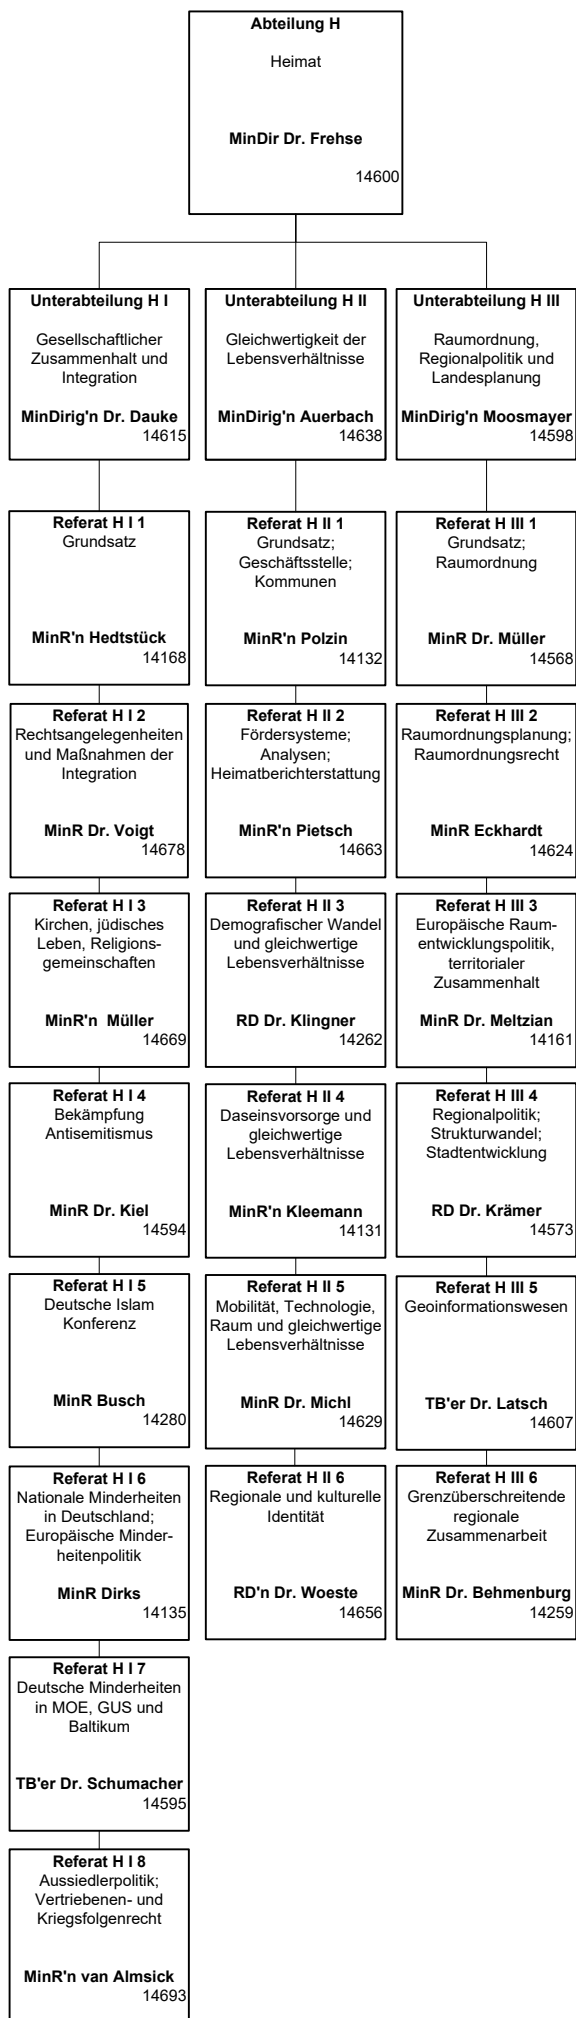 Abteilung H
Heimat
MinDir Dr. Frehse
14600
Unterabteilung H I
Gesellschaftlicher
Zusammenhalt und
Integration
MinDirig'n Dr. Dauke
14615
Unterabteilung H II
Gleichwertigkeit der
Lebensverhältnisse
MinDirig'n Auerbach
14638
Unterabteilung H III
Raumordnung,
Regionalpolitik und
Landesplanung
MinDirig'n Moosmayer
14598
Referat H I 1
Grundsatz
MinR'n Hedtstück
14168
Referat H I 2
Rechtsangelegenheiten
und Maßnahmen der
Integration
MinR Dr. Voigt
14678
Referat H I 3
Kirchen, jüdisches
Leben, Religions-
gemeinschaften
MinR'n  Müller
14669
Referat H I 4
Bekämpfung
Antisemitismus
MinR Dr. Kiel
14594
Referat H I 5
Deutsche Islam
Konferenz
MinR Busch
14280
Referat H I 6
Nationale Minderheiten
in Deutschland;
Europäische Minder-
heitenpolitik
MinR Dirks
14135
Referat H I 7
Deutsche Minderheiten
in MOE, GUS und
Baltikum
TB'er Dr. Schumacher
14595
Referat H I 8
Aussiedlerpolitik;
Vertriebenen- und
Kriegsfolgenrecht
MinR'n van Almsick
14693
Referat H II 1
Grundsatz;
Geschäftsstelle;
Kommunen
MinR'n Polzin
14132
Referat H II 2
Fördersysteme;
Analysen;
Heimatberichterstattung
MinR'n Pietsch
14663
Referat H II 3
Demografischer Wandel
und gleichwertige
Lebensverhältnisse
RD Dr. Klingner
14262
Referat H II 4
Daseinsvorsorge und
gleichwertige
Lebensverhältnisse
MinR'n Kleemann
14131
Referat H II 5
Mobilität, Technologie,
Raum und gleichwertige
Lebensverhältnisse
MinR Dr. Michl
14629
Referat H II 6
Regionale und kulturelle
Identität
RD'n Dr. Woeste
14656
Referat H III 1
Grundsatz;
Raumordnung
MinR Dr. Müller
14568
Referat H III 2
Raumordnungsplanung;
Raumordnungsrecht
MinR Eckhardt
14624
Referat H III 3
Europäische Raum-
entwicklungspolitik,
territorialer
Zusammenhalt
MinR Dr. Meltzian
14161
Referat H III 4
Regionalpolitik;
Strukturwandel;
Stadtentwicklung
RD Dr. Krämer
14573
Referat H III 5
Geoinformationswesen
TB'er Dr. Latsch
14607
Referat H III 6
Grenzüberschreitende
regionale
Zusammenarbeit
MinR Dr. Behmenburg
14259